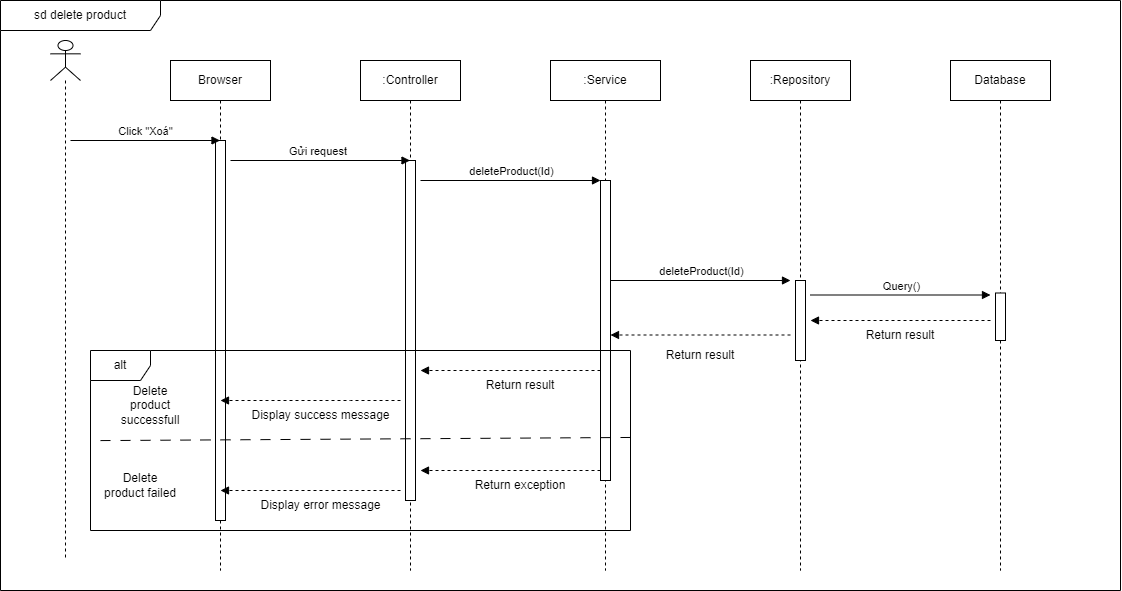 sd delete product
Browser
:Controller
:Service
:Repository
Database
Click "Xoá"
Gửi request
deleteProduct(Id)
deleteProduct(Id)
Query()
Return result
Return result
alt
Return result
Delete
product
successfull
Display success message
Delete
product failed
Return exception
Display error message